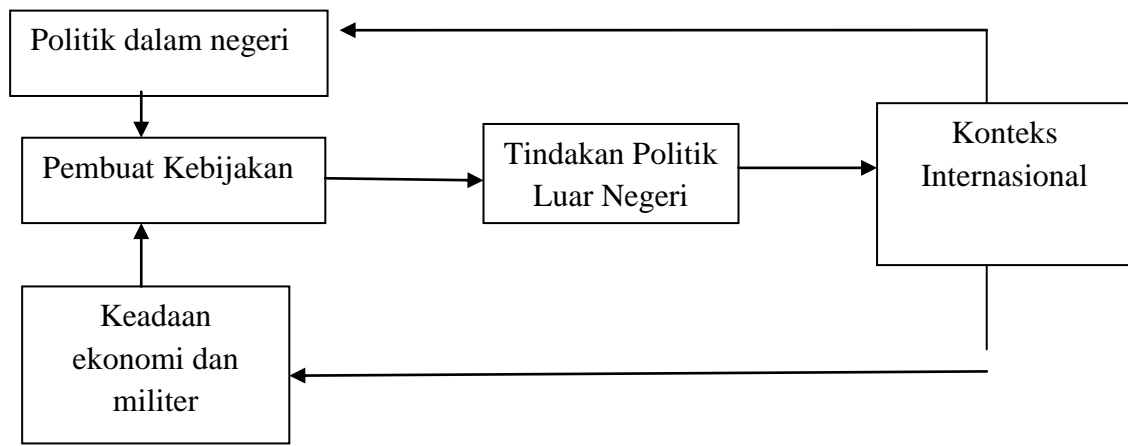 Politik dalam negeri
Pembuat Kebijakan
Tindakan Politik
Luar Negeri
Konteks
Internasional
Keadaan
ekonomi dan
militer